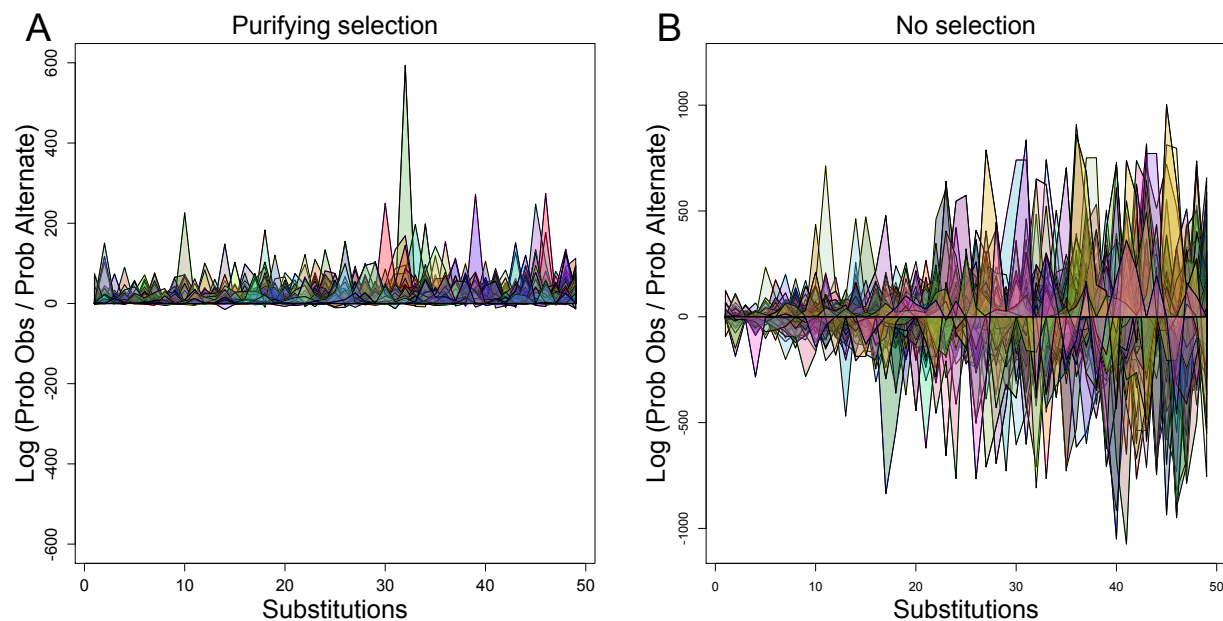 A
Purifying selection
Log (Prob Obs / Prob Alternate)
600
400
200
0
-200
-400
-600
0 10 20 30 40 50
Substitutions
B
No selection
Log (Prob Obs / Prob Alternate)
1000
500
0
-500
-1000
0 10 20 30 40 50
Substitutions